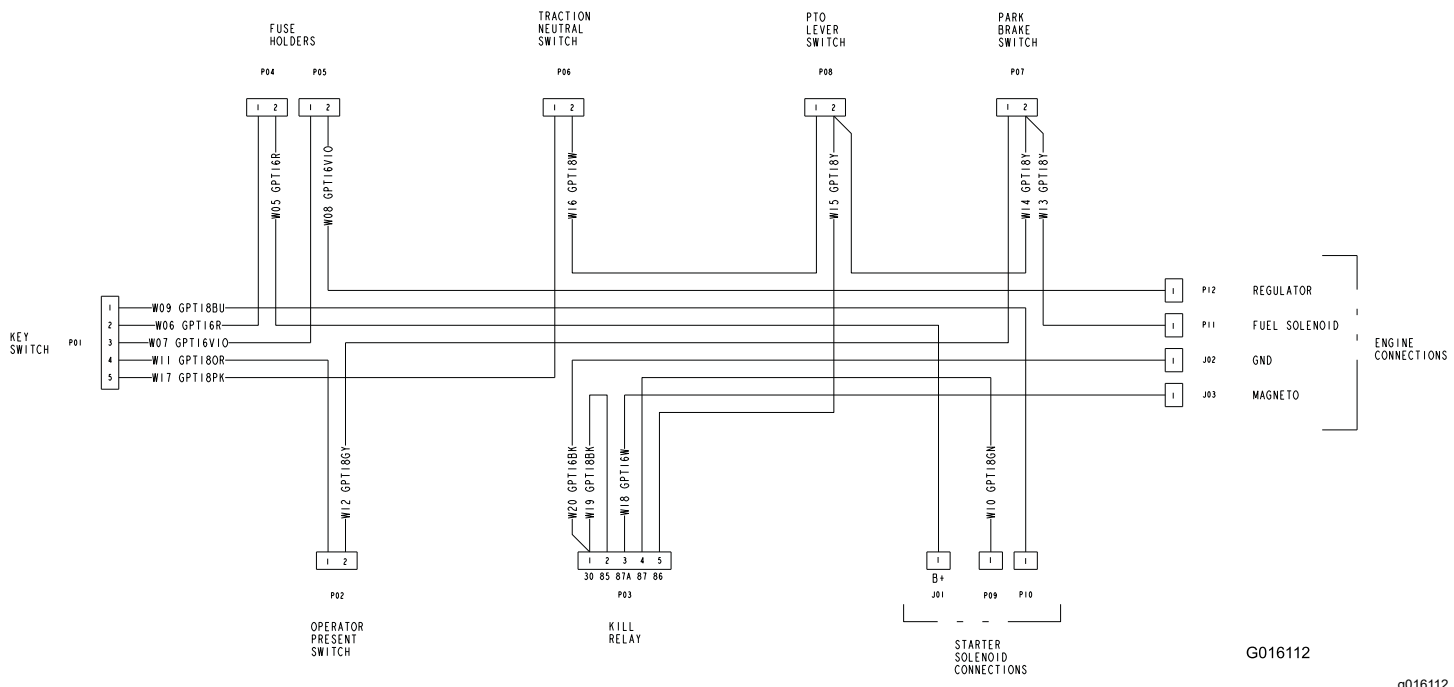 FUSE
HOLDERS
TRACTION
NEUTRAL
SWITCH
PTO
LEVER
SWITCH
PARK
BRAKE
SWITCH
P04
P05
P06
P08
P07
1 2
1 2
1 2
1 2
1 2
W05 GPT16R
W08 GPT16VIO
W16 GPT18W
W15 GPT18Y
W14 GPT18Y
W13 GPT18Y
KEY
SWITCH
P01
1
2
3
4
5
W09 GPT18BU
W06 GPT16R
W07 GPT16VIO
W11 GPT18OR
W17 GPT18PK
1 P12 REGULATOR
1 P11 FUEL SOLENOID
1 J02 GND
1 J03 MAGNETO
ENGINE
CONNECTIONS
W12 GPT18GY
W20 GPT16BK
W19 GPT18BK
W18 GPT16W
W10 GPT18GN
1 2
P02
OPERATOR
PRESENT
SWITCH
1 2 3 4 5
30 85 87A 87 86
P03
KILL
RELAY
1
1
1
B+
J01
P09
P10
STARTER
SOLENOID
CONNECTIONS
G016112
g016112